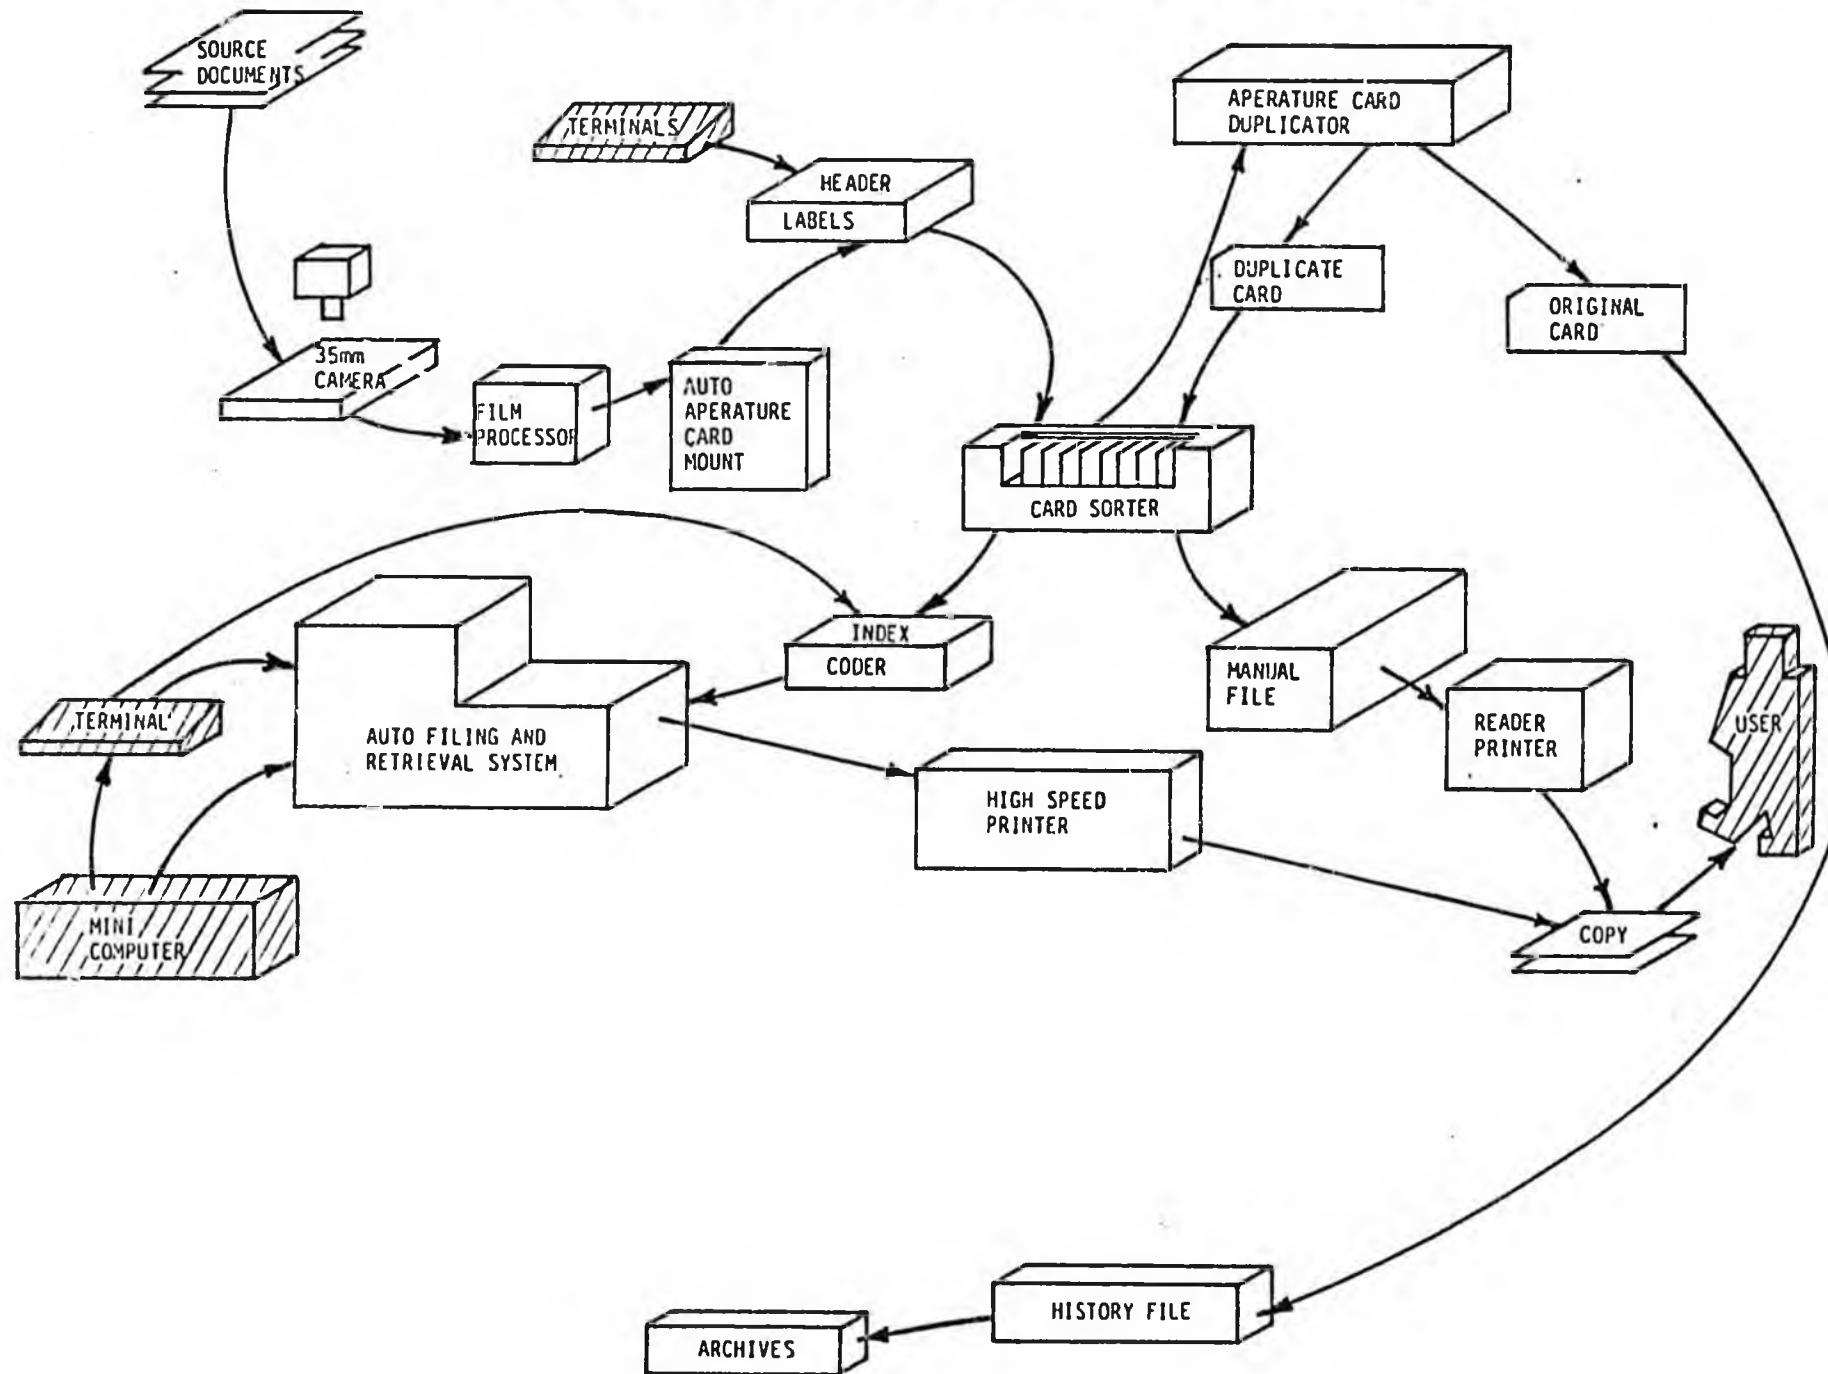 SOURCE
DOCUMENTS
TERMINALS
HEADER
LABELS
APERATURE CARD
DUPLICATOR
DUPLICATE
CARD
ORIGINAL
CARD
35mm
CAMERA
FILM
PROCESSOR
AUTO
APERATURE
CARD
MOUNT
CARD SORTER
INDEX
CODER
MANUAL
FILE
READER
PRINTER
USER
TERMINAL
AUTO FILING AND
RETRIEVAL SYSTEM
HIGH SPEED
PRINTER
MINI
COMPUTER
COPY
HISTORY FILE
ARCHIVES